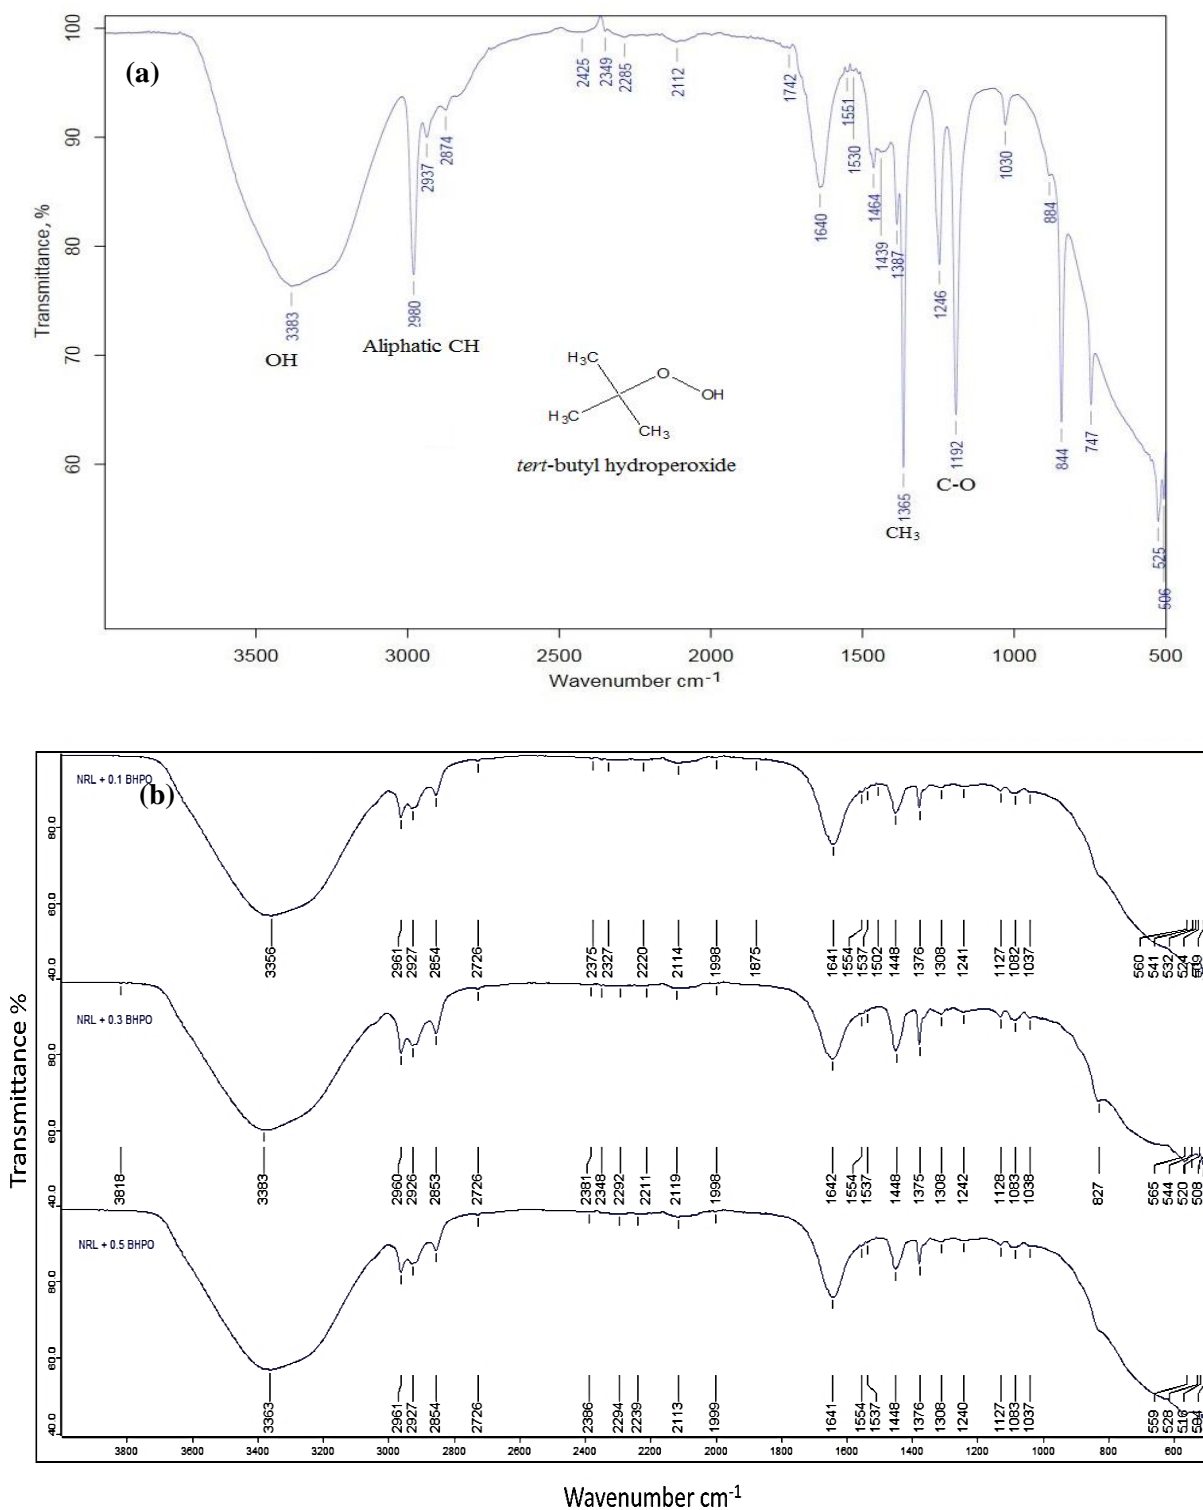 (a)
Transmittance, %
100
90
80
70
60
3383
OH
2980
2937
2874
Aliphatic CH
2425
2349
2285
2112
1742
1640
1551
1530
1464
1439
1387
1365
CH3
1246
1192
C-O
1030
884
844
747
525
506
H3C
O
OH
H3C
CH3
tert-butyl hydroperoxide
3500 3000 2500 2000 1500 1000 500
Wavenumber cm-1
(b)
Transmittance %
NRL + 0.1 BHPO
80.0
60.0
40.0
3356 2961 2927 2854 2726 2375 2327 2220 2114 1998 1875 1641 1554 1537 1502 1448 1376 1308 1241 1127 1082 1037 560 541 532 524
NRL + 0.3 BHPO
80.0
60.0
40.0
3818 3383 2960 2926 2853 2726 2381 2348 2292 2211 2119 1998 1642 1554 1537 1448 1375 1308 1242 1128 1083 1038 827 565 544 520 508
NRL + 0.5 BHPO
80.0
60.0
40.0
3363 2961 2927 2854 2726 2386 2294 2239 2113 1999 1641 1554 1537 1448 1376 1308 1240 1127 1083 1037 559 528
3800 3600 3400 3200 3000 2800 2600 2400 2200 2000 1800 1600 1400 1200 1000 800 600
Wavenumber cm-1